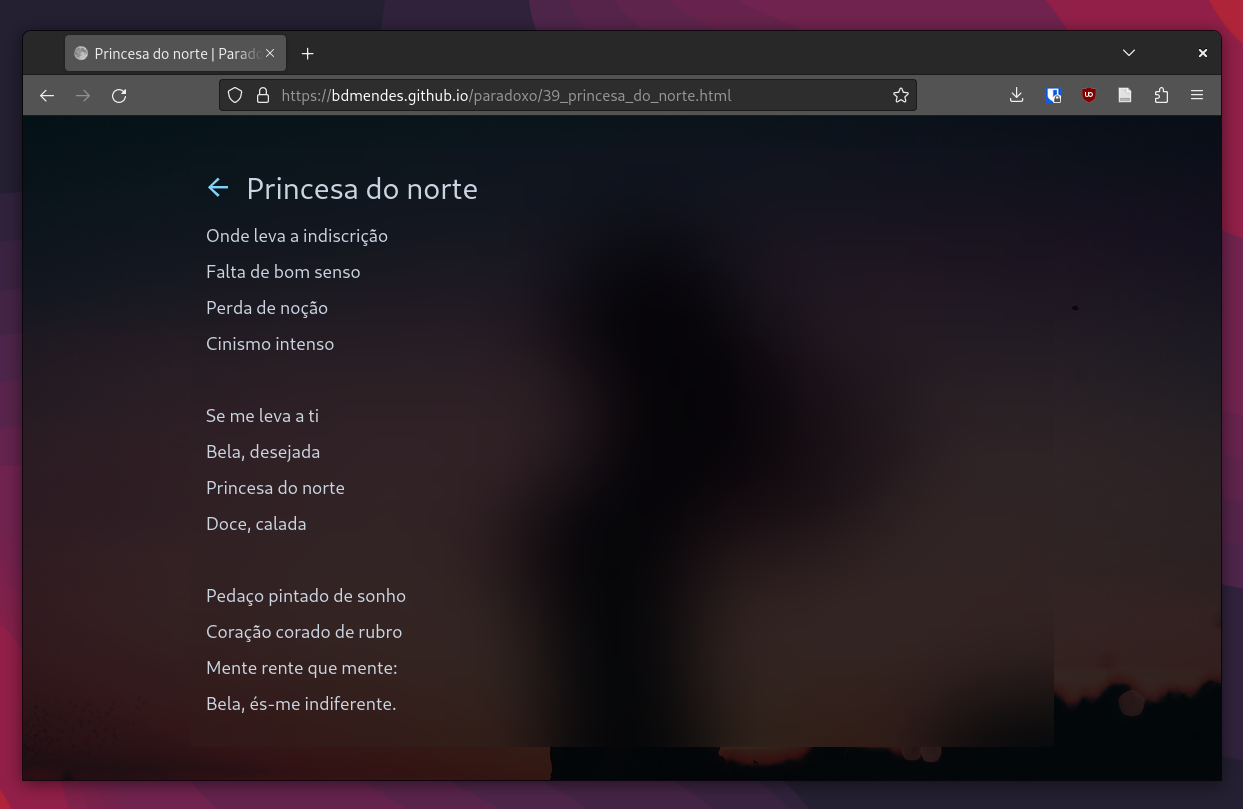 Princesa do norte | Parado
https://bdmendes.github.io/paradoxo/39_princesa_do_norte.html
Princesa do norte
Onde leva a indiscrição
Falta de bom senso
Perda de noção
Cinismo intenso
Se me leva a ti
Bela, desejada
Princesa do norte
Doce, calada
Pedaço pintado de sonho
Coração corado de rubro
Mente rente que mente:
Bela, és-me indiferente.